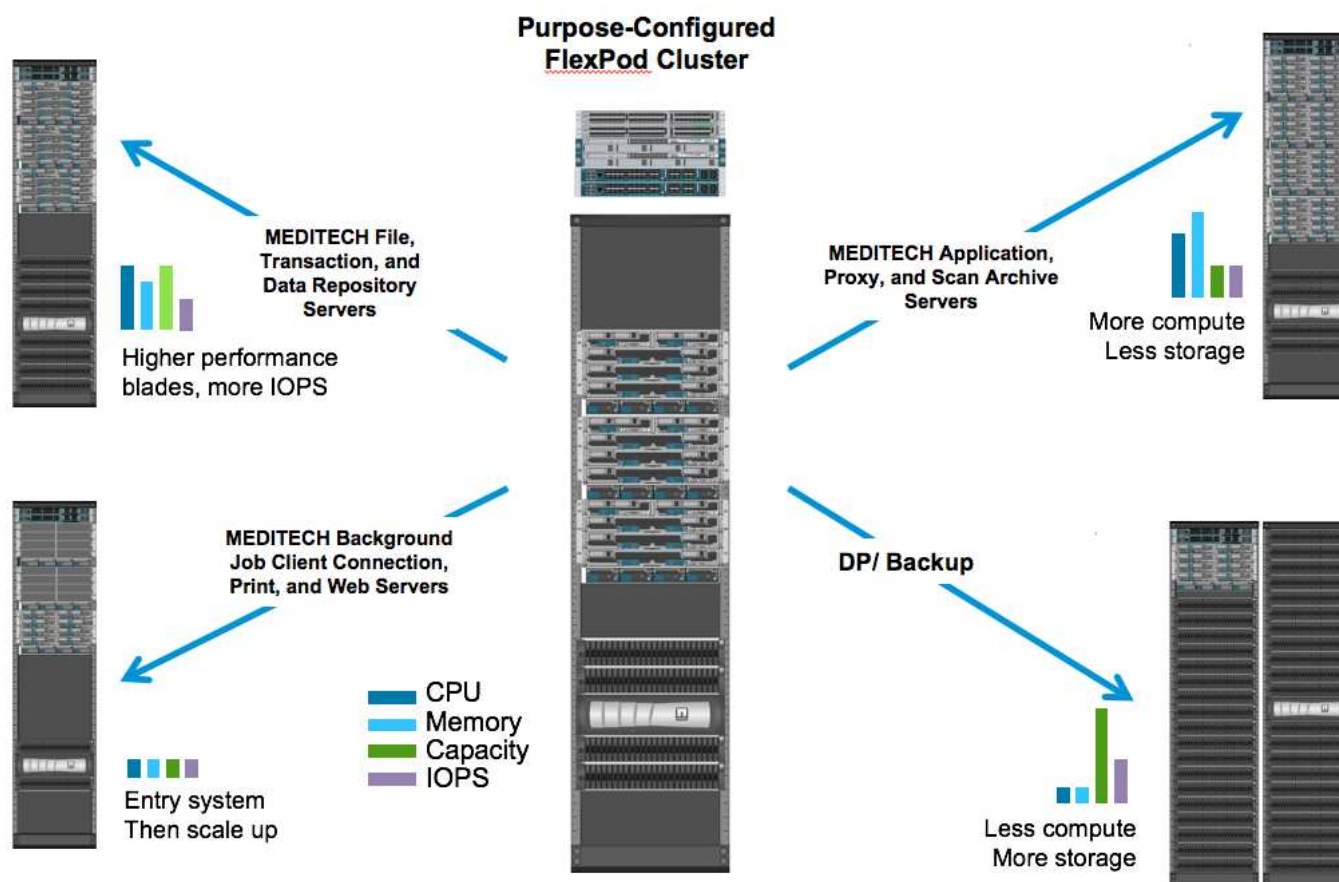 Purpose-Configured
FlexPod Cluster
MEDITECH File,
Transaction, and
Data Repository
Servers
Higher performance
blades, more IOPS
MEDITECH Application,
Proxy, and Scan Archive
Servers
More compute
Less storage
MEDITECH Background
Job Client Connection,
Print, and Web Servers
Entry system
Then scale up
CPU
Memory
Capacity
IOPS
DP/ Backup
Less compute
More storage